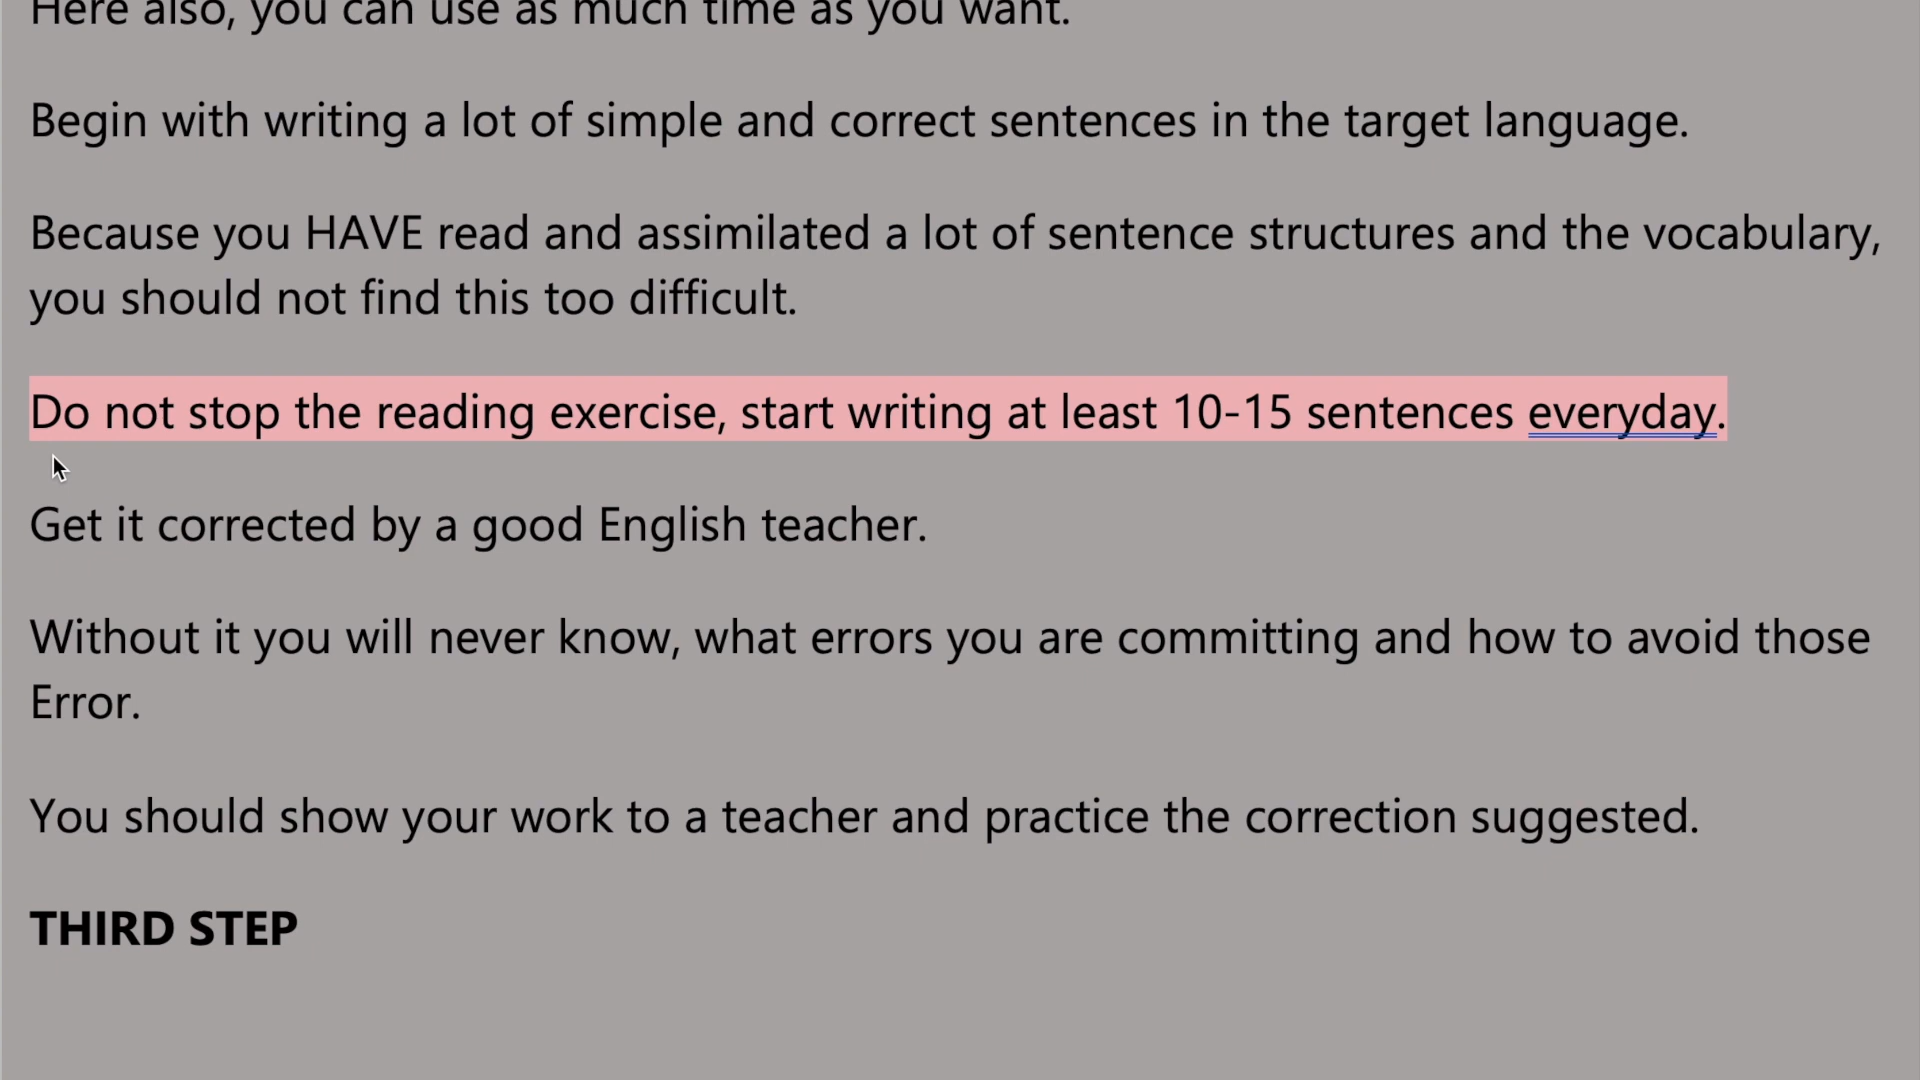 Here also, you can use as much time as you want.
Begin with writing a lot of simple and correct sentences in the target language.
Because you HAVE read and assimilated a lot of sentence structures and the vocabulary,
you should not find this too difficult.
Do not stop the reading exercise, start writing at least 10-15 sentences everyday.
Get it corrected by a good English teacher.
Without it you will never know, what errors you are committing and how to avoid those
Error.
You should show your work to a teacher and practice the correction suggested.
THIRD STEP